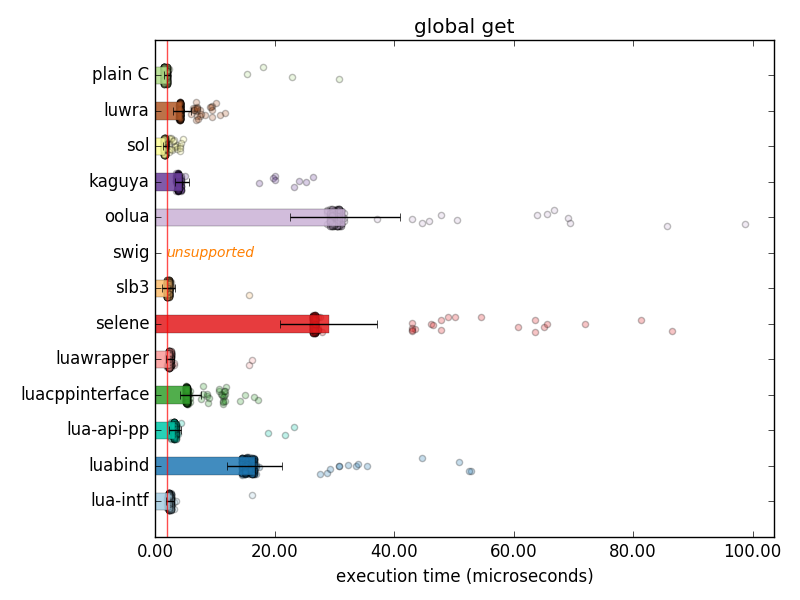 global get
plain C
luwra
sol
kaguya
oolua
swig
unsupported
slb3
selene
luawrapper
luacppinterface
lua-api-pp
luabind
lua-intf
0.00 20.00 40.00 60.00 80.00 100.00
execution time (microseconds)